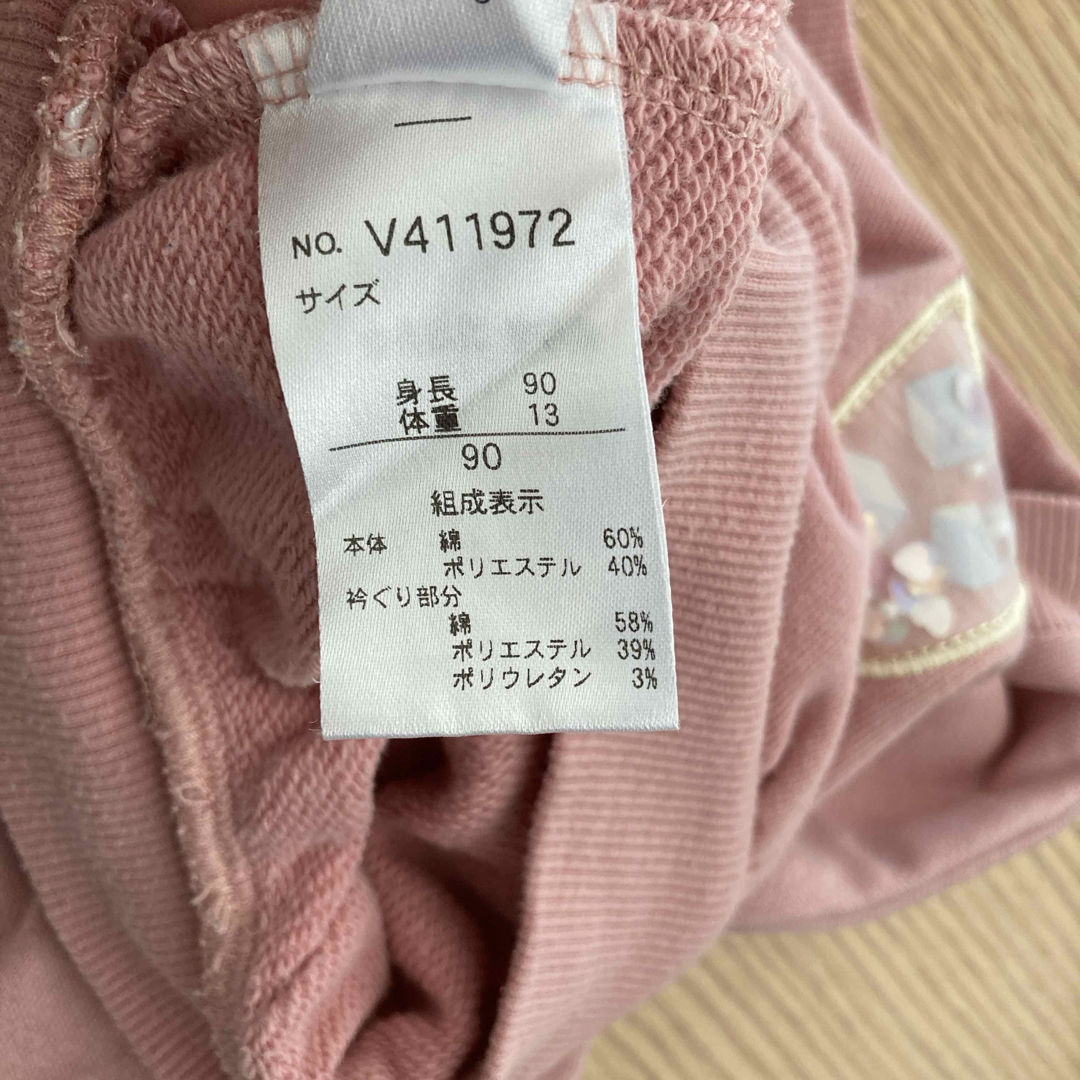 NO. V411972
サイズ
身長 90
体重 13
90
組成表示
本体 綿 60%
ポリエステル 40%
衿ぐり部分
綿 58%
ポリエステル 39%
ポリウレタン 3%